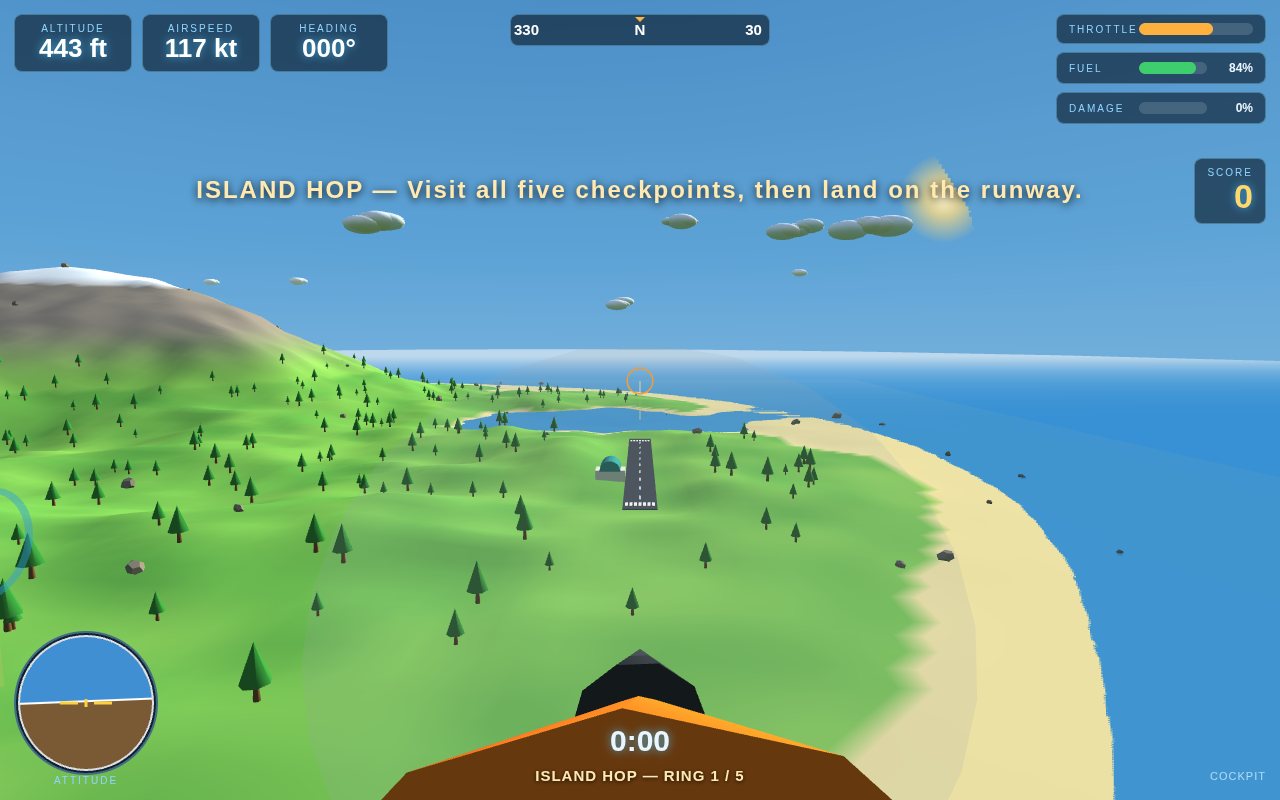 ALTITUDE
443 ft
AIRSPEED
117 kt
HEADING
000°
330 N 30
THROTTLE
FUEL 84%
DAMAGE 0%
SCORE
0
ISLAND HOP — Visit all five checkpoints, then land on the runway.
0:00
ISLAND HOP — RING 1 / 5
ATTITUDE
COCKPIT